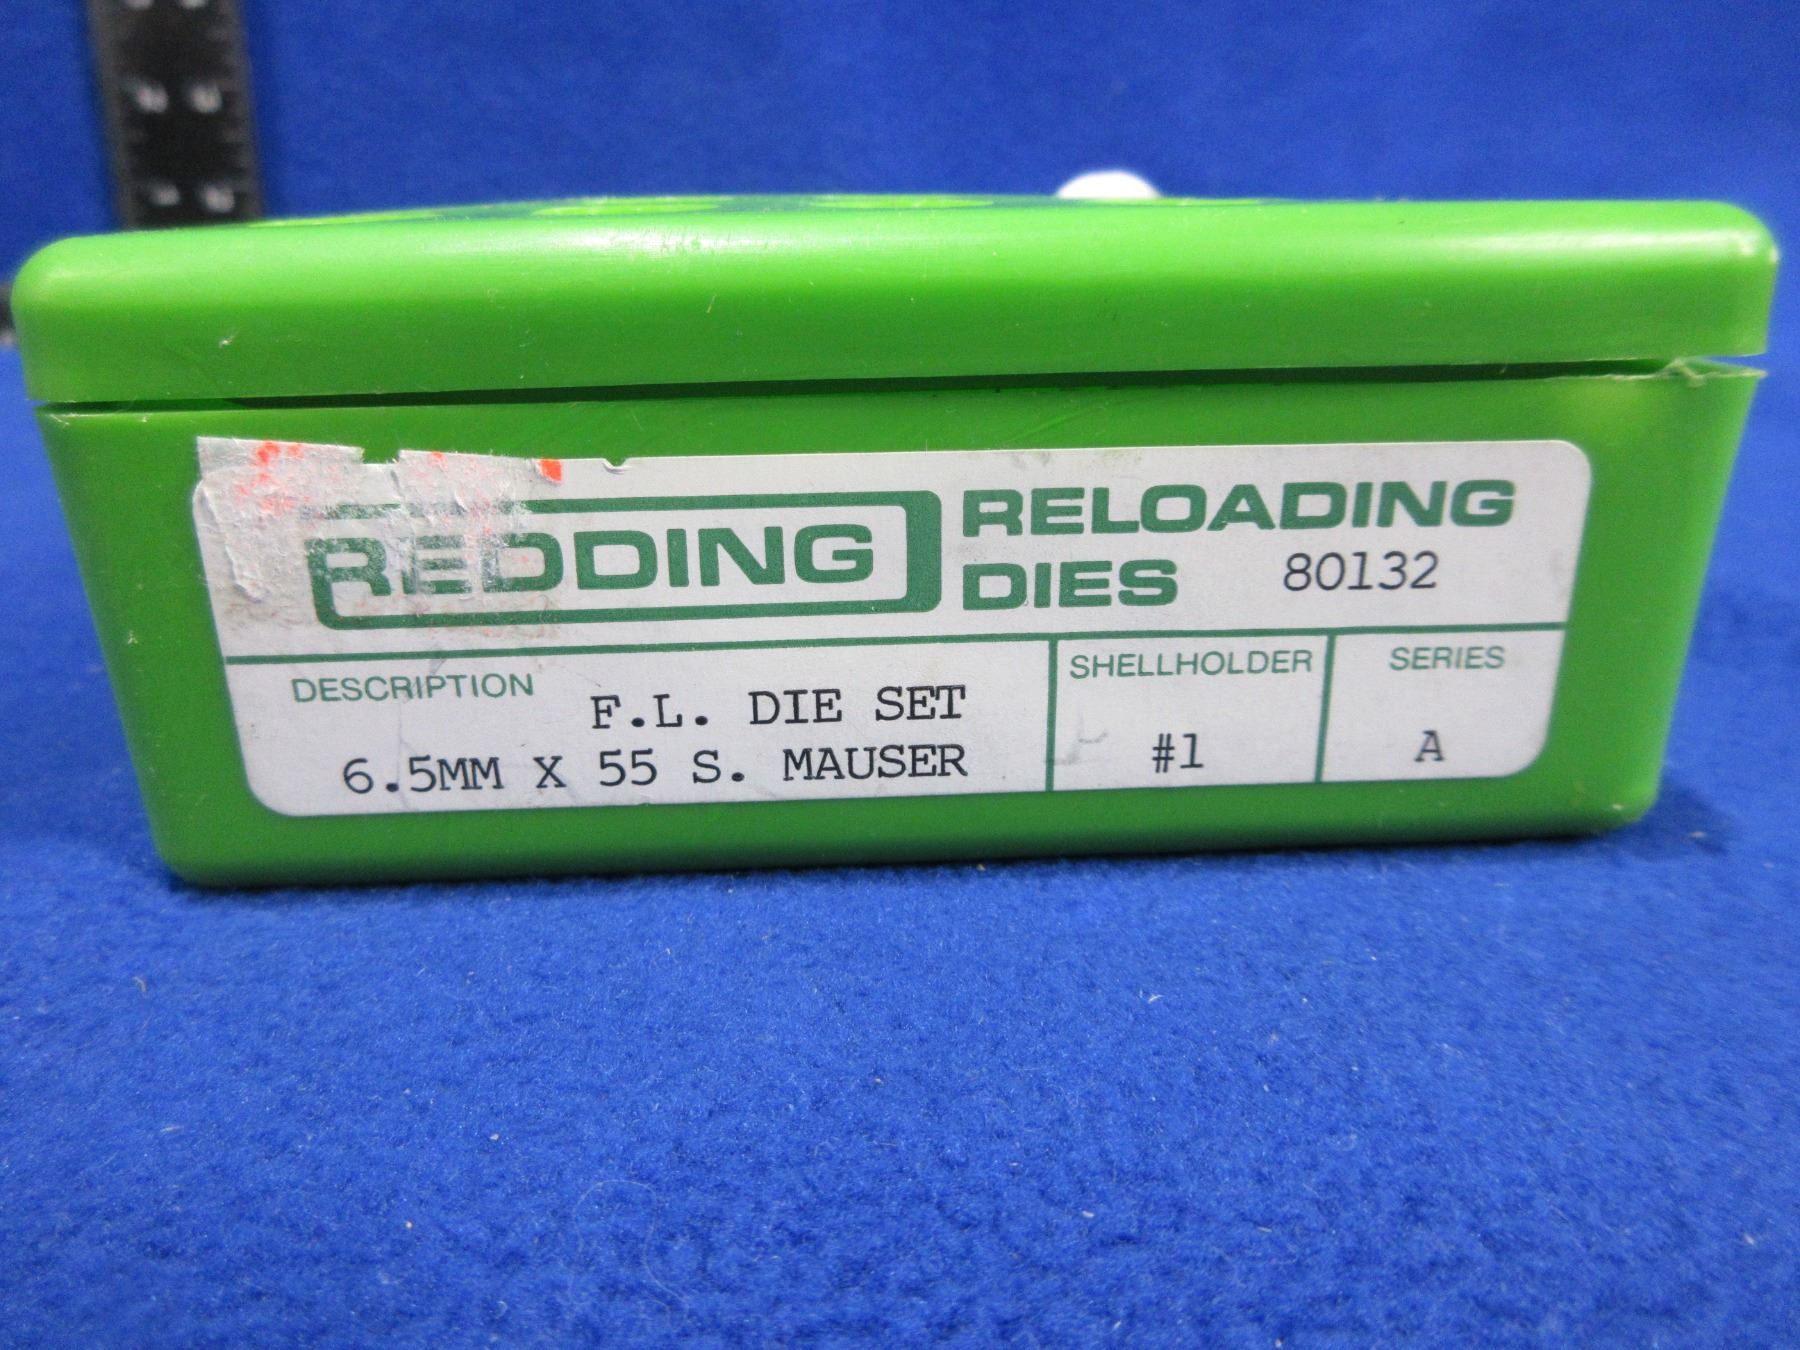 REDDING
RELOADING
DIES
80132
DESCRIPTION
F.L. DIE SET
6.5MM X 55 S. MAUSER
SHELLHOLDER
#1
SERIES
A